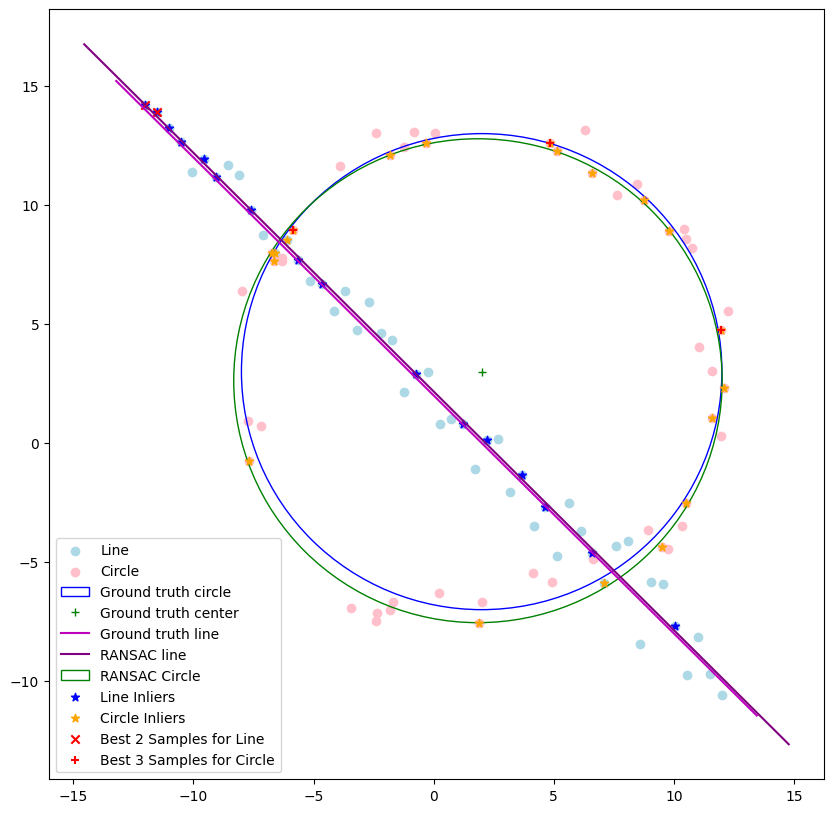 15
10
5
0
−5
−10
Line
Circle
Ground truth circle
Ground truth center
Ground truth line
RANSAC line
RANSAC Circle
Line Inliers
Circle Inliers
Best 2 Samples for Line
Best 3 Samples for Circle
−15 −10 −5 0 5 10 15